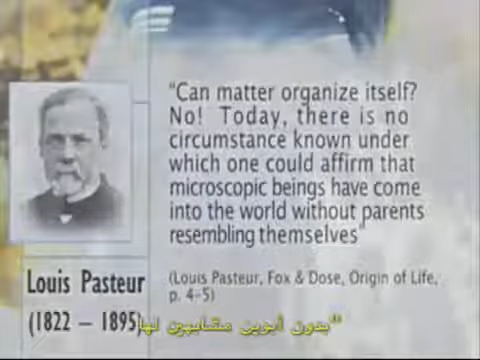 "Can matter organize itself?
No! Today, there is no
circumstance known under
which one could affirm that
microscopic beings have come
into the world without parents
resembling themselves"
(Louis Pasteur, Fox & Dose, Origin of Life,
p. 4-5)
Louis Pasteur
(1822 – 1895)
"بدون أبوين مشابهين لها